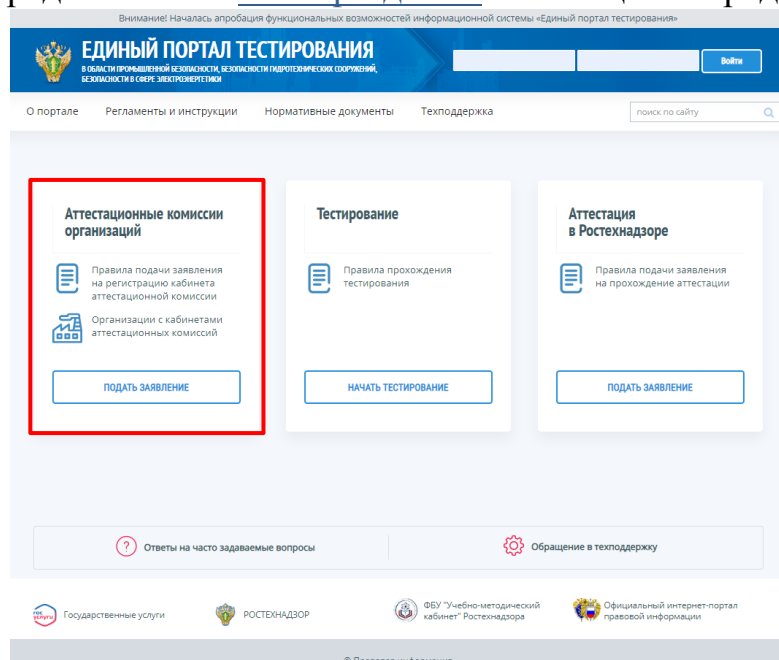 Внимание! Началась апробация функциональных возможностей информационной системы «Единый портал тестирования»
ЕДИНЫЙ ПОРТАЛ ТЕСТИРОВАНИЯ
В ОБЛАСТИ ПРОМЫШЛЕННОЙ БЕЗОПАСНОСТИ, БЕЗОПАСНОСТИ ГИДРОТЕХНИЧЕСКИХ СООРУЖЕНИЙ,
БЕЗОПАСНОСТИ В СФЕРЕ ЭЛЕКТРОЭНЕРГЕТИКИ
Войти
О портале Регламенты и инструкции Нормативные документы Техподдержка поиск по сайту
Аттестационные комиссии
организаций
Правила подачи заявления
на регистрацию кабинета
аттестационной комиссии
Организации с кабинетами
аттестационных комиссий
ПОДАТЬ ЗАЯВЛЕНИЕ
Тестирование
Правила прохождения
тестирования
НАЧАТЬ ТЕСТИРОВАНИЕ
Аттестация
в Ростехнадзоре
Правила подачи заявления
на прохождение аттестации
ПОДАТЬ ЗАЯВЛЕНИЕ
Ответы на часто задаваемые вопросы
Обращение в техподдержку
гос
услуги
Государственные услуги
РОСТЕХНАДЗОР
ФБУ "Учебно-методический
кабинет" Ростехнадзора
Официальный интернет-портал
правовой информации